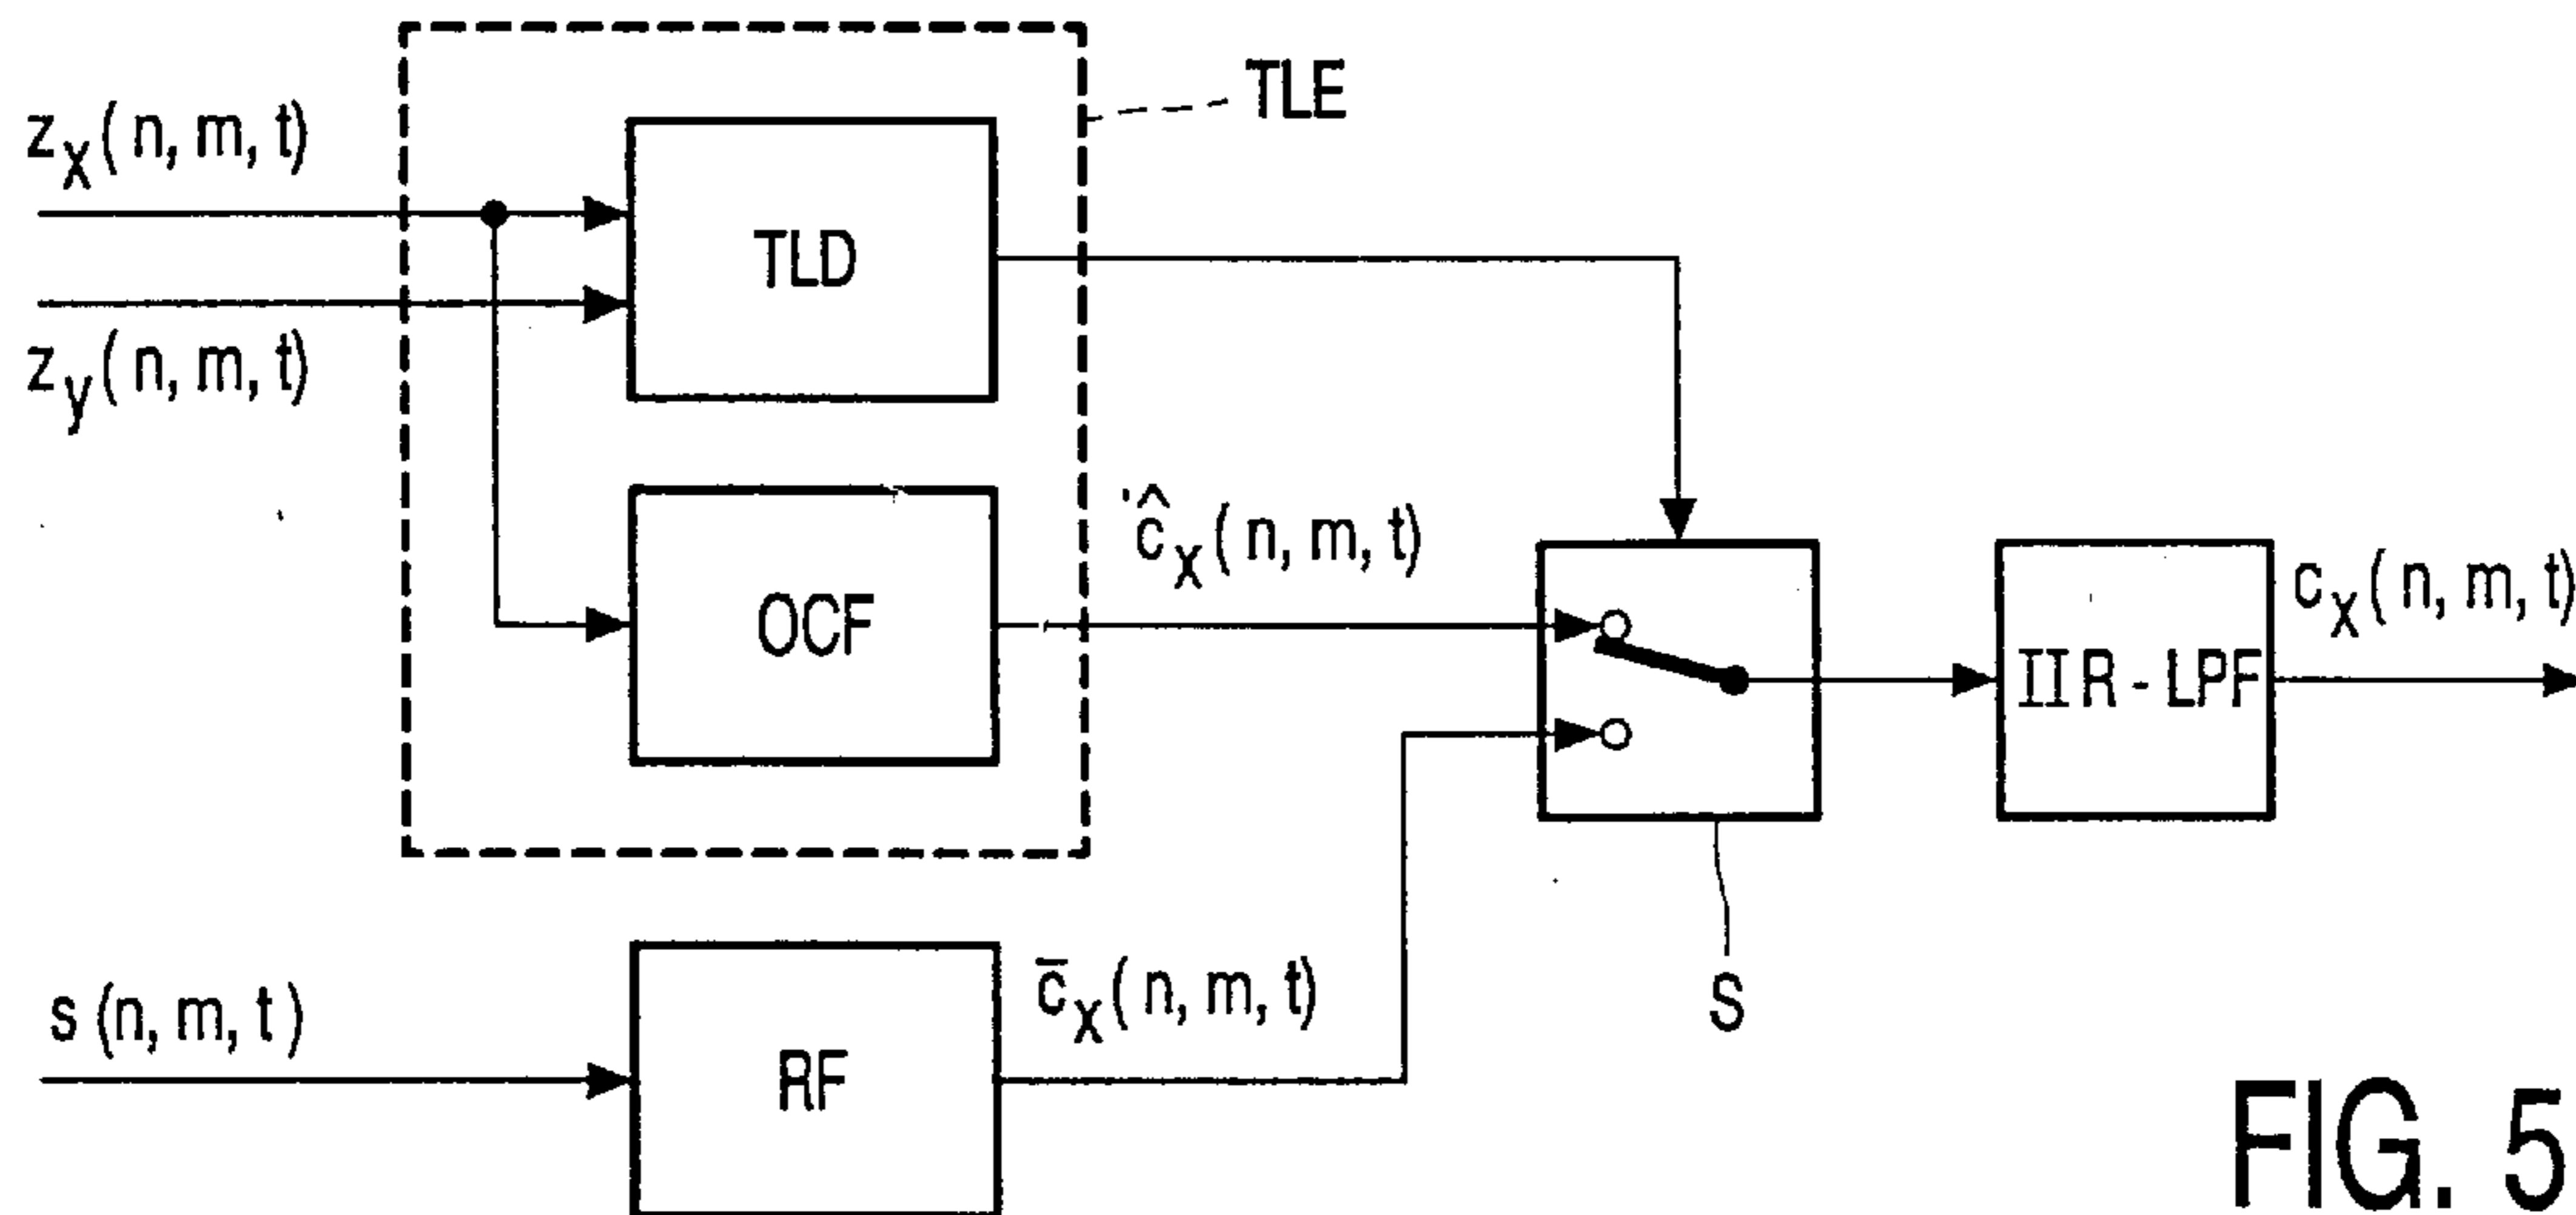 z_x(n, m, t)
TLE
TLD
z_y(n, m, t)
ĉ_x(n, m, t)
OCF
c_x(n, m, t)
IIR - LPF
s(n, m, t)
c̄_x(n, m, t)
RF
S
FIG. 5